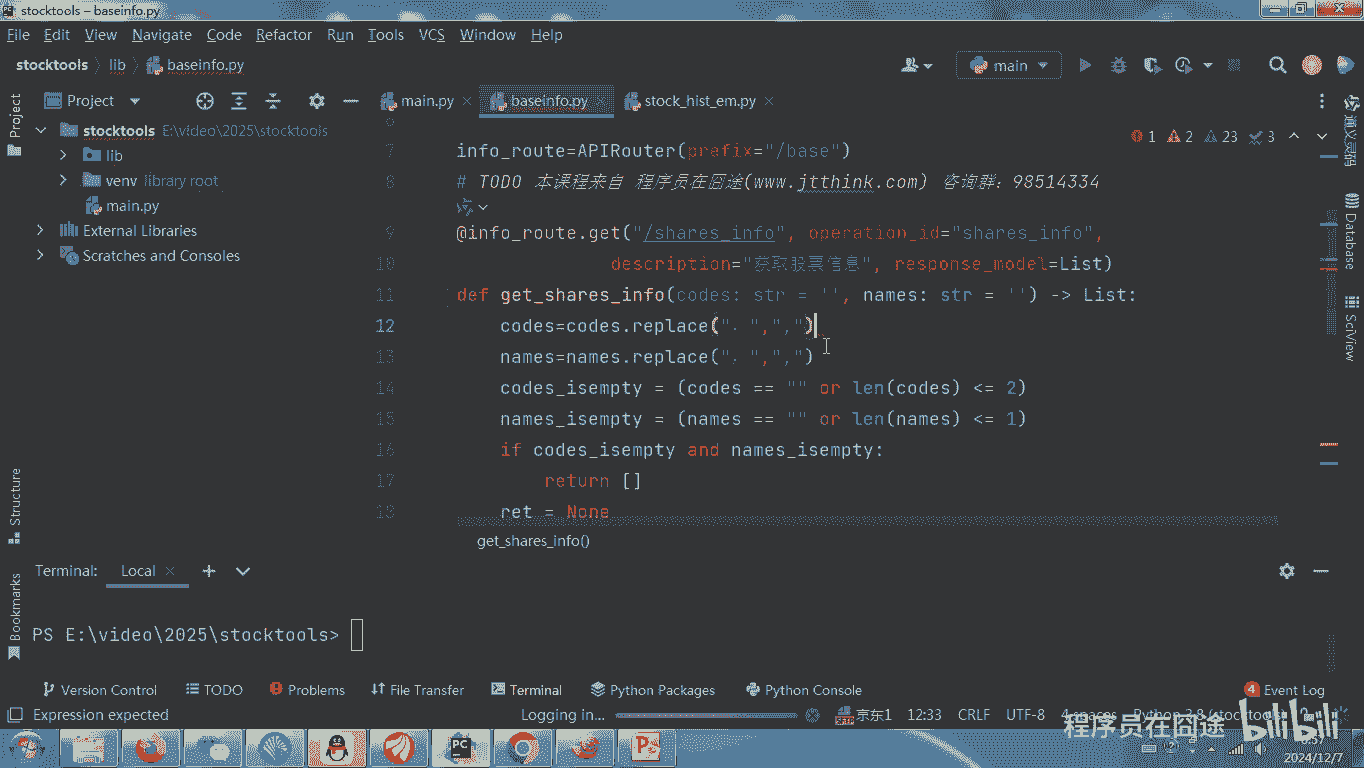 stocktools – baseinfo.py
File Edit View Navigate Code Refactor Run Tools VCS Window Help
stocktools lib baseinfo.py
main
Project
main.py
baseinfo.py
stock_hist_em.py
Project
stocktools E:\video\2025\stocktools
lib
venv library root
main.py
External Libraries
Scratches and Consoles
1 2 23 3
6
7 info_route=APIRouter(prefix="/base")
8 # TODO 本课程来自 程序员在囧途(www.jtthink.com) 咨询群：98514334
9 @info_route.get("/shares_info", operation_id="shares_info",
10 description="获取股票信息", response_model=List)
11 def get_shares_info(codes: str = '', names: str = '') -> List:
12 codes=codes.replace("，",",")
13 names=names.replace("，",",")
14 codes_isempty = (codes == "" or len(codes) <= 2)
15 names_isempty = (names == "" or len(names) <= 1)
16 if codes_isempty and names_isempty:
17 return []
18 ret = None
get_shares_info()
通义灵码
Database
SciView
Structure
Bookmarks
Terminal: Local
PS E:\video\2025\stocktools>
Version Control TODO Problems File Transfer Terminal Python Packages Python Console
4 Event Log
Expression expected
Logging in...
京东1 12:33 CRLF UTF-8 4 spaces Python 3.8 (stocktools)
程序员在囧途 bilibili
2024/12/7